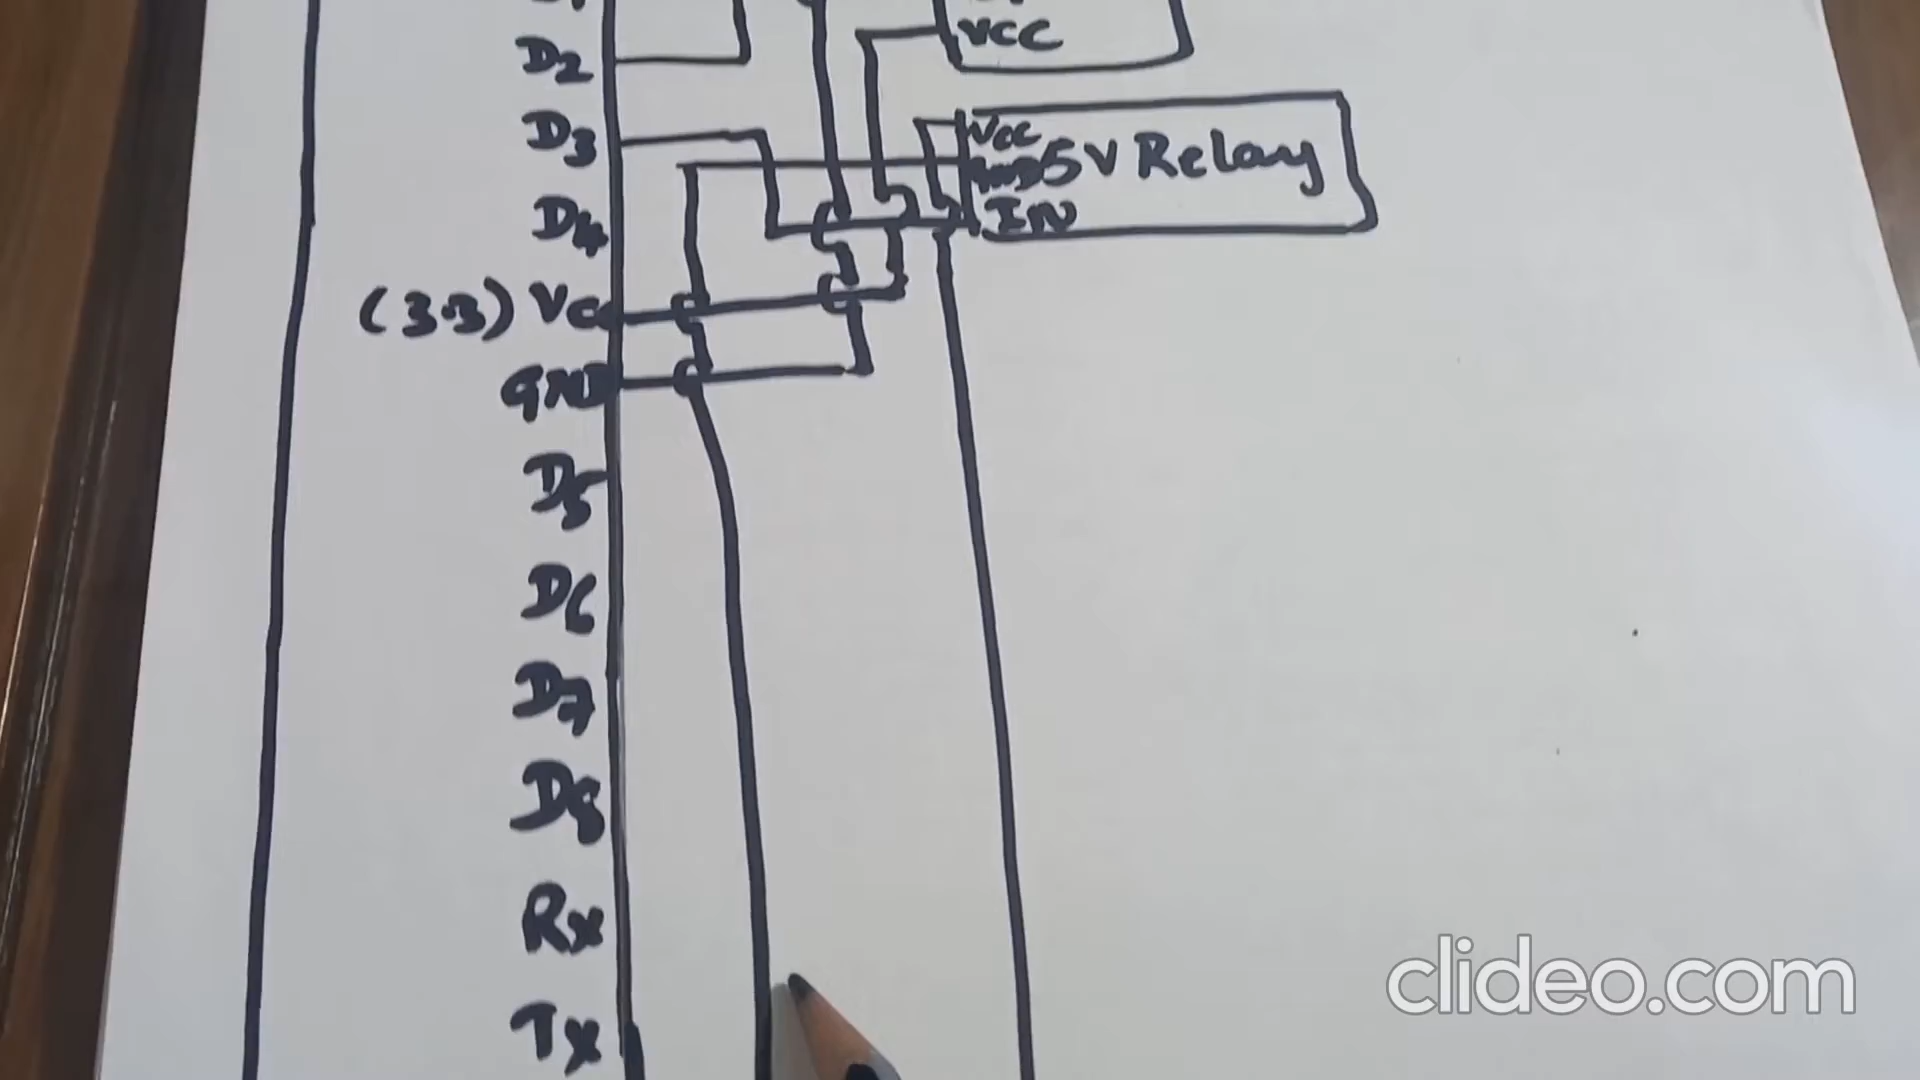 D2
VCC
D3
VCC
GND 5V Relay
D4
IN
(3.3) VCC
GND
D5
D6
D7
D8
Rx
Tx
clideo.com